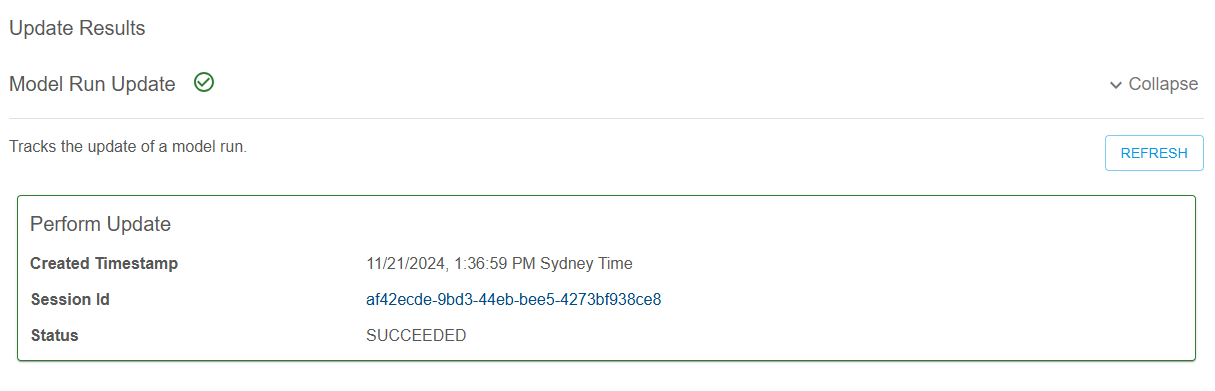 Update Results
Model Run Update
Collapse
Tracks the update of a model run.
REFRESH
Perform Update
Created Timestamp 11/21/2024, 1:36:59 PM Sydney Time
Session Id af42ecde-9bd3-44eb-bee5-4273bf938ce8
Status SUCCEEDED